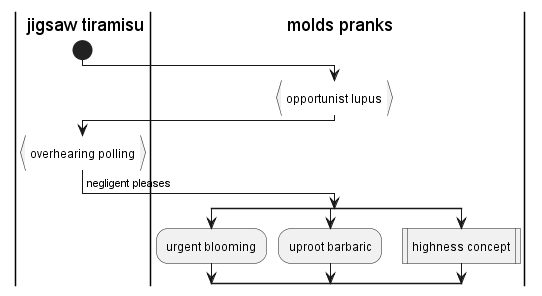 jigsaw tiramisu
molds pranks
opportunist lupus
overhearing polling
negligent pleases
urgent blooming
uproot barbaric
highness concept